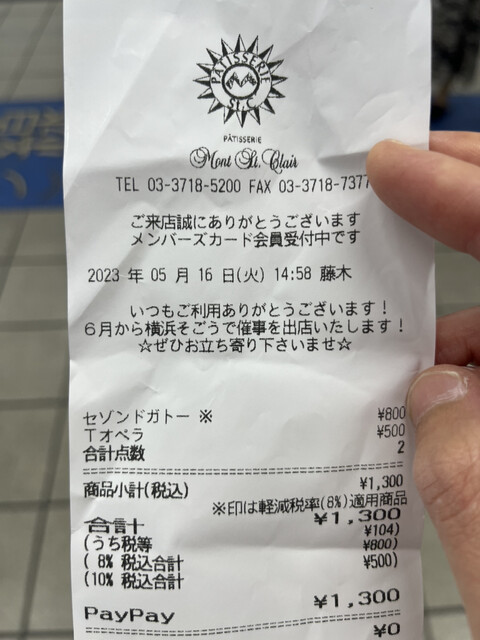 PATISSERIE
St.C
PÂTISSERIE
Mont St. Clair
TEL 03-3718-5200 FAX 03-3718-7377
ご来店誠にありがとうございます
メンバーズカード会員受付中です
2023 年 05 月 16 日(火) 14:58 藤木
いつもご利用ありがとうございます！
６月から横浜そごうで催事を出店いたします！
☆ぜひお立ち寄り下さいませ☆
セゾンドガトー ※ ¥800
Ｔオペラ ¥500
合計点数 2
商品小計(税込) ¥1,300
※印は軽減税率(8%)適用商品
合計 ¥1,300
(うち税等 ¥104)
( 8% 税込合計 ¥800)
(10% 税込合計 ¥500)
PayPay ¥1,300
¥0